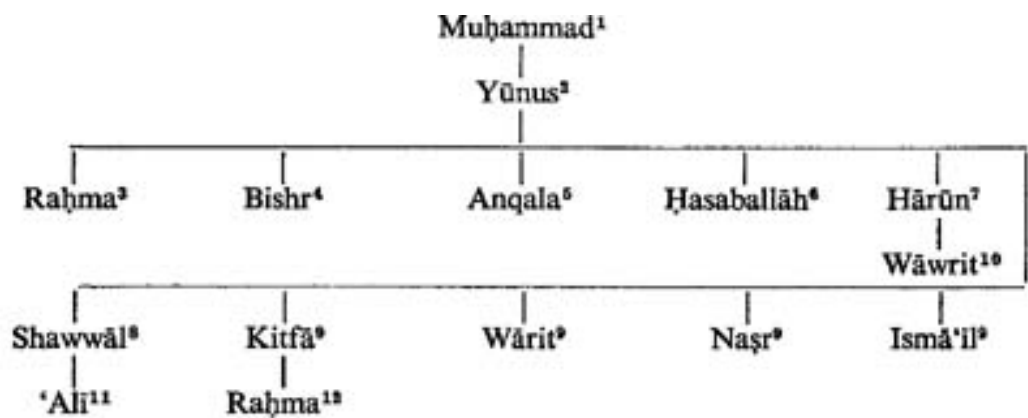 Muḥammad¹
Yūnus²
Raḥma³ Bishr⁴ Anqala⁵ Ḥasaballāh⁶ Hārūn⁷
Wāwrit¹⁰
Shawwāl⁸ Kitfā⁹ Wārit⁹ Naṣr⁹ Ismā‘īl⁹
‘Alī¹¹ Raḥma¹²